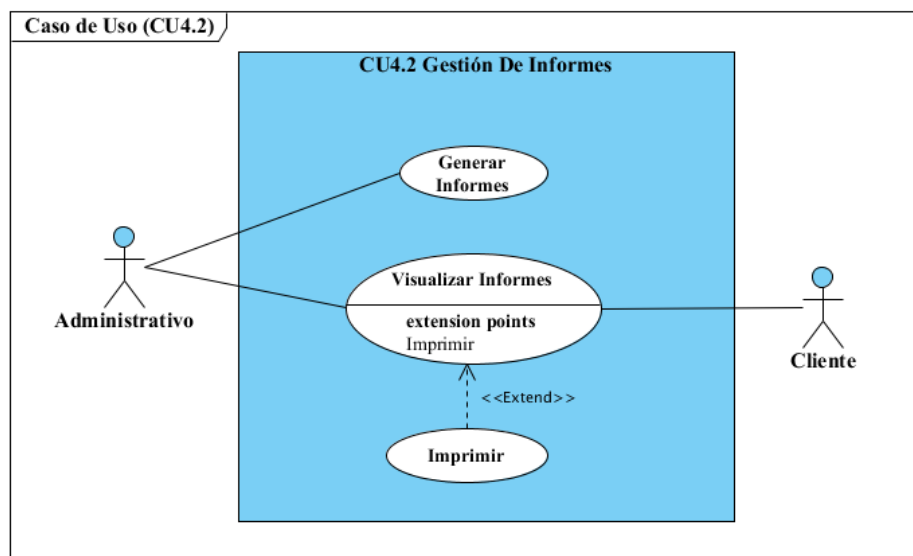 Caso de Uso (CU4.2)
CU4.2 Gestión De Informes
Generar
Informes
Administrativo
Visualizar Informes
extension points
Imprimir
Cliente
<<Extend>>
Imprimir